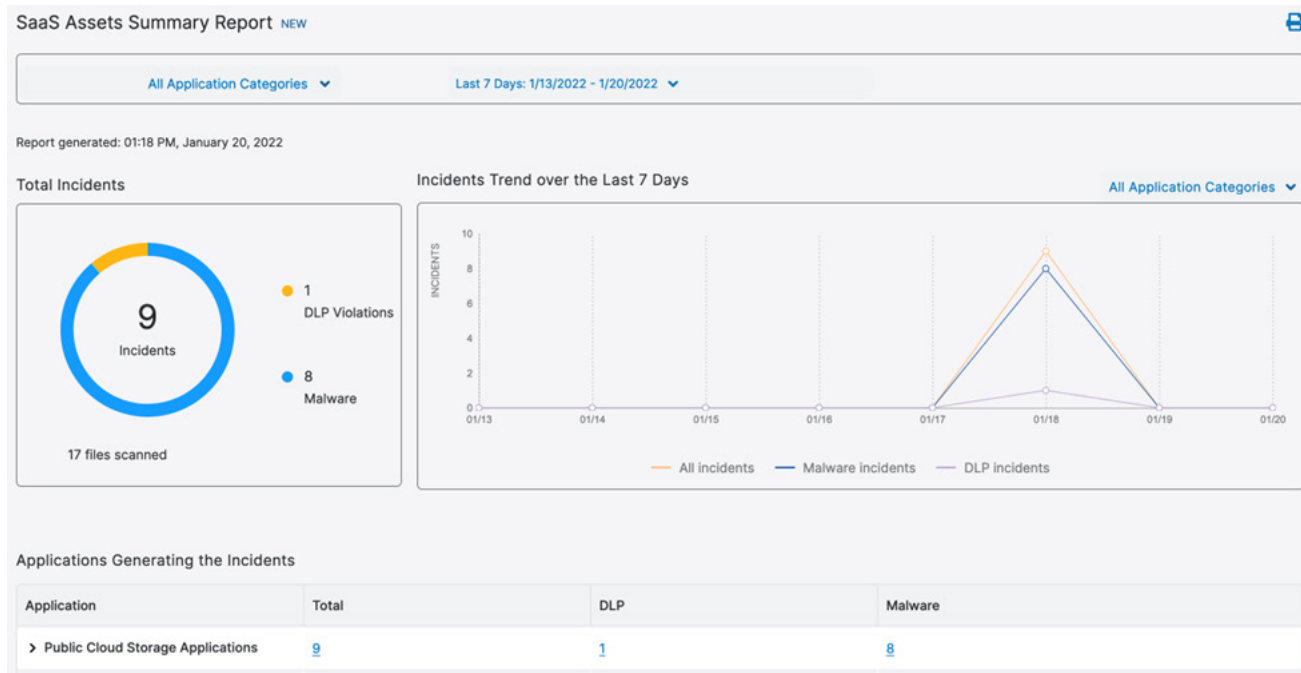 SaaS Assets Summary Report NEW
All Application Categories
Last 7 Days: 1/13/2022 - 1/20/2022
Report generated: 01:18 PM, January 20, 2022
Total Incidents
9
Incidents
1
DLP Violations
8
Malware
17 files scanned
Incidents Trend over the Last 7 Days
All Application Categories
INCIDENTS
10
8
6
4
2
0
01/13 01/14 01/15 01/16 01/17 01/18 01/19 01/20
All incidents Malware incidents DLP incidents
Applications Generating the Incidents
Application Total DLP Malware
Public Cloud Storage Applications 9 1 8